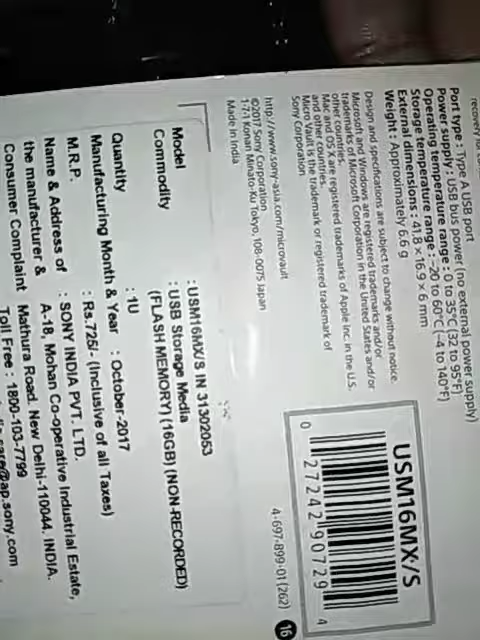 recovery
Port type : Type A USB port
Power supply : USB bus power (no external power supply)
Operating temperature range : 0 to 35°C (32 to 95°F)
Storage temperature range : -20 to 60°C (-4 to 140°F)
External dimensions : 41.8 × 16.9 × 6 mm
Weight : Approximately 6.6 g
Design and specifications are subject to change without notice.
Microsoft and Windows are registered trademarks and/or
trademarks of Microsoft Corporation in the United States and/or
other countries.
Mac and OS X are registered trademarks of Apple Inc. in the U.S.
and other countries.
Micro Vault is the trademark or registered trademark of
Sony Corporation.
http://www.sony-asia.com/microvault
©2017 Sony Corporation
1-7-1 Konan Minato-Ku Tokyo, 108-0075 Japan
Made in India
USM16MX/S
0 27242 90729 4
4-697-899-01 (262)
16
Model : USM16MX/S IN 31302053
Commodity : USB Storage Media
(FLASH MEMORY) (16GB) (NON-RECORDED)
Quantity : 1U
Manufacturing Month & Year : October-2017
M.R.P. : Rs.725/- (Inclusive of all Taxes)
Name & Address of : SONY INDIA PVT. LTD.
the manufacturer & A-18, Mohan Co-operative Industrial Estate,
Consumer Complaint Mathura Road, New Delhi-110044. INDIA.
Toll Free : 1800-103-7799
@ap.sony.com